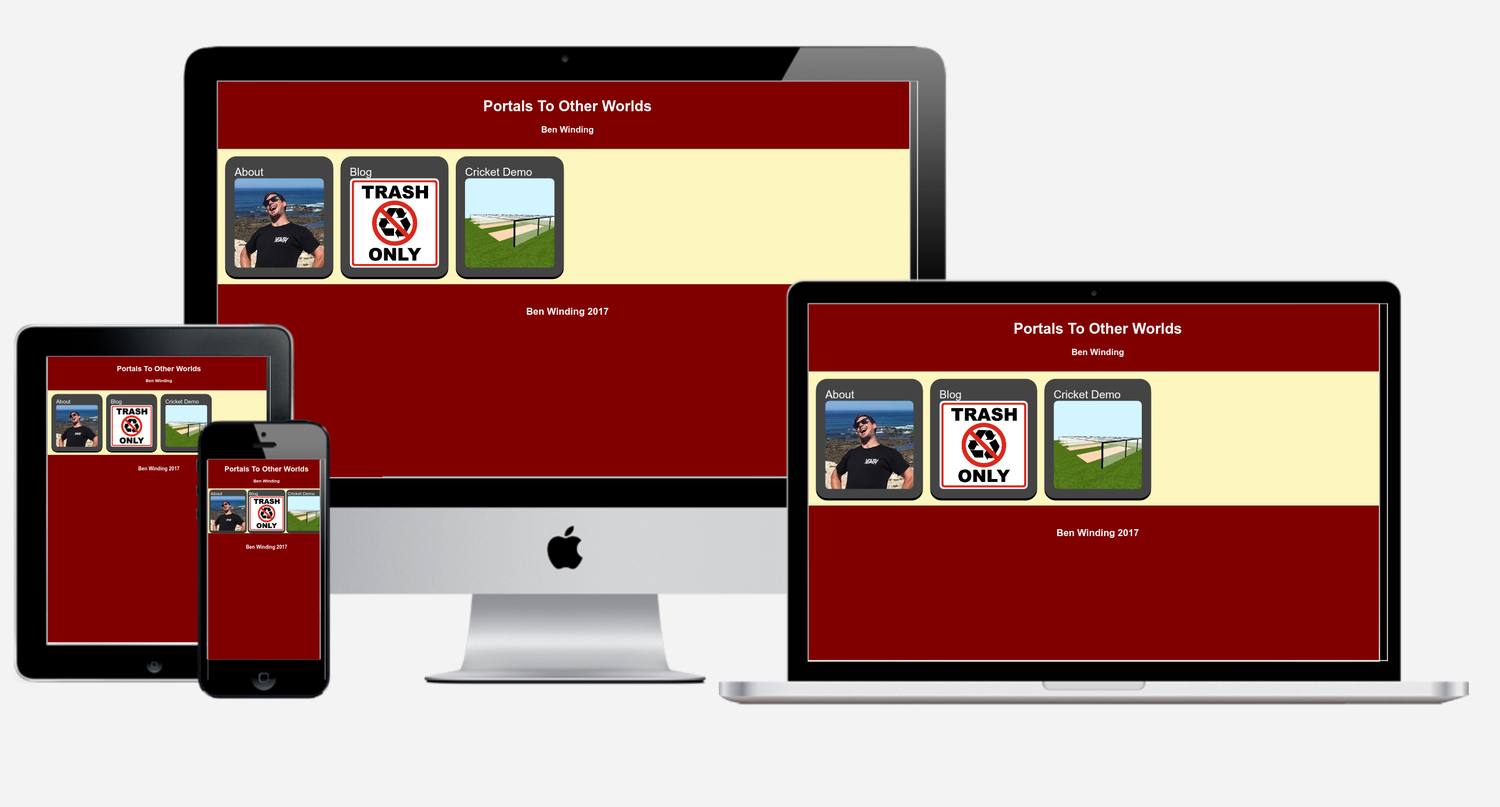 Portals To Other Worlds
Ben Winding
About
Blog
Cricket Demo
TRASH
ONLY
Ben Winding 2017
Portals To Other Worlds
Ben Winding
About
Blog
Cricket Demo
TRASH
ONLY
Ben Winding 2017
Portals To Other Worlds
Ben Winding
About
Blog
Cricket Demo
TRASH
ONLY
Ben Winding 2017
Portals To Other Worlds
Ben Winding
About
Blog
Cricket Demo
TRASH
ONLY
Ben Winding 2017